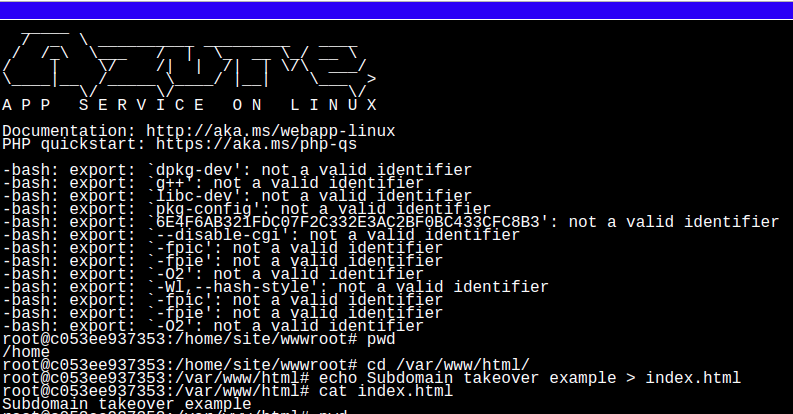 A P P   S E R V I C E   O N   L I N U X
Documentation: http://aka.ms/webapp-linux
PHP quickstart: https://aka.ms/php-qs
-bash: export: `dpkg-dev': not a valid identifier
-bash: export: `g++': not a valid identifier
-bash: export: `libc-dev': not a valid identifier
-bash: export: `pkg-config': not a valid identifier
-bash: export: `6E4F6AB321FDC07F2C332E3AC2BF0BC433CFC8B3': not a valid identifier
-bash: export: `--disable-cgi': not a valid identifier
-bash: export: `-fpic': not a valid identifier
-bash: export: `-fpie': not a valid identifier
-bash: export: `-O2': not a valid identifier
-bash: export: `-Wl,--hash-style': not a valid identifier
-bash: export: `-fpic': not a valid identifier
-bash: export: `-fpie': not a valid identifier
-bash: export: `-O2': not a valid identifier
root@c053ee937353:/home/site/wwwroot# pwd
/home
root@c053ee937353:/home/site/wwwroot# cd /var/www/html/
root@c053ee937353:/var/www/html# echo Subdomain takeover example > index.html
root@c053ee937353:/var/www/html# cat index.html
Subdomain takeover example